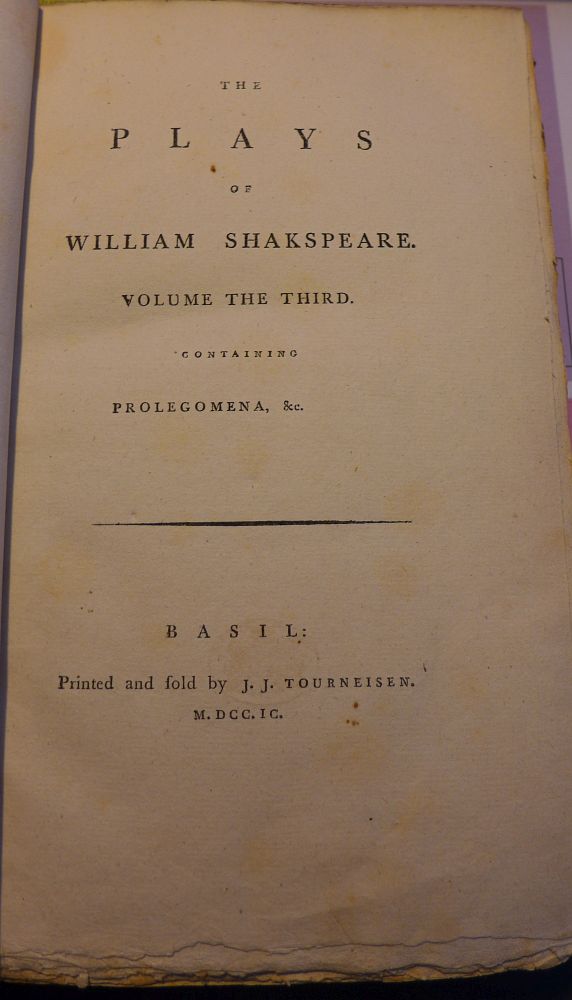 THE
PLAYS
OF
WILLIAM SHAKSPEARE.
VOLUME THE THIRD.
CONTAINING
PROLEGOMENA, &c.
BASIL:
Printed and ſold by J. J. TOURNEISEN.
M.DCC.IC.